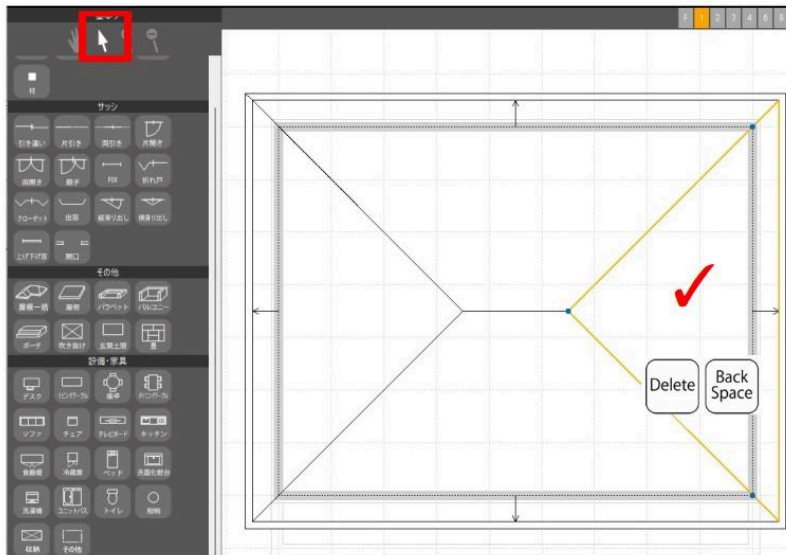 F 1 2 3 4 5 6
柱
サッシ
引き違い 片引き 両引き 片開き
両開き 親子 FIX 折れ戸
クローゼット 出窓 縦滑り出し 横滑り出し
上げ下げ窓 開口
その他
屋根一括 屋根 パラペット バルコニー
ポーチ 吹き抜け 玄関土間 畳
設備・家具
デスク リビングテーブル 座卓 ダイニングテーブル
ソファ チェア テレビボード キッチン
食器棚 冷蔵庫 ベッド 洗面化粧台
洗濯機 ユニットバス トイレ 照明
収納 その他
Delete
Back
Space